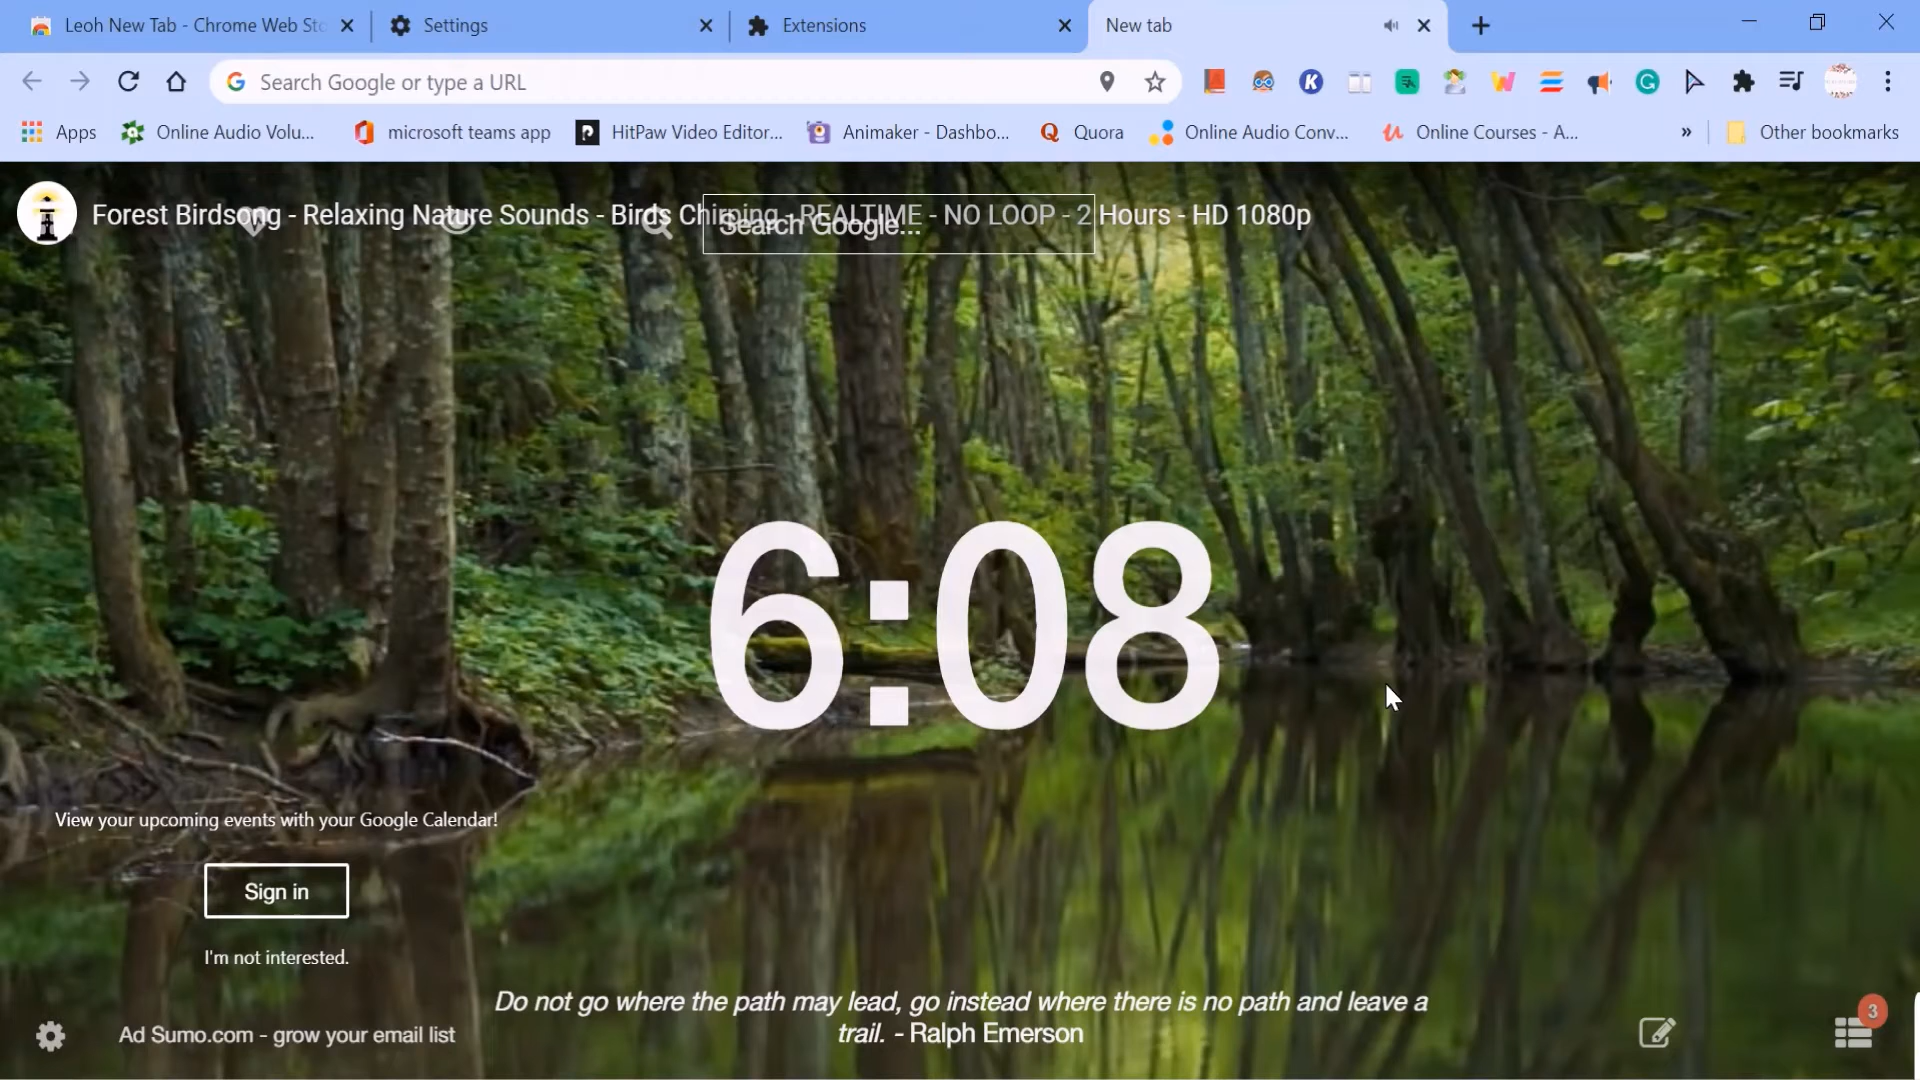 Leoh New Tab - Chrome Web Sto
Settings
Extensions
New tab
Search Google or type a URL
Apps
Online Audio Volu...
microsoft teams app
HitPaw Video Editor...
Animaker - Dashbo...
Quora
Online Audio Conv...
Online Courses - A...
»
Other bookmarks
Forest Birdsong - Relaxing Nature Sounds - Birds Chirping - REALTIME - NO LOOP - 2 Hours - HD 1080p
Search Google...
6:08
View your upcoming events with your Google Calendar!
Sign in
I'm not interested.
Do not go where the path may lead, go instead where there is no path and leave a
trail. - Ralph Emerson
Ad Sumo.com - grow your email list
3